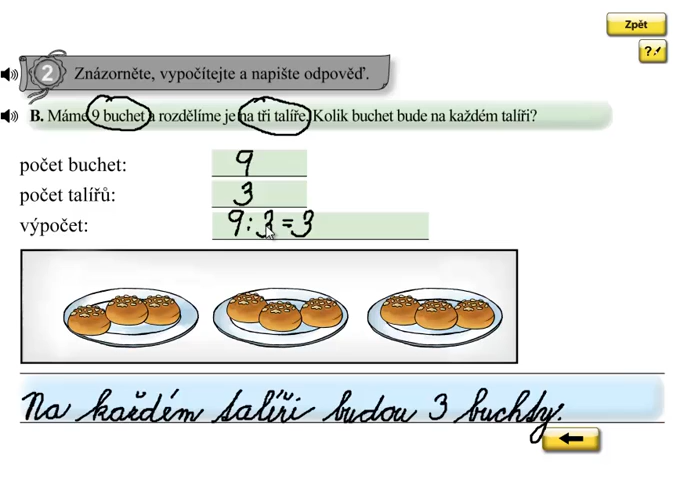 Zpět
?
2 Znázorněte, vypočítejte a napište odpověď.
B. Máme 9 buchet a rozdělíme je na tři talíře. Kolik buchet bude na každém talíři?
počet buchet: 9
počet talířů: 3
výpočet: 9:3=3
Na každém talíři budou 3 buchty.